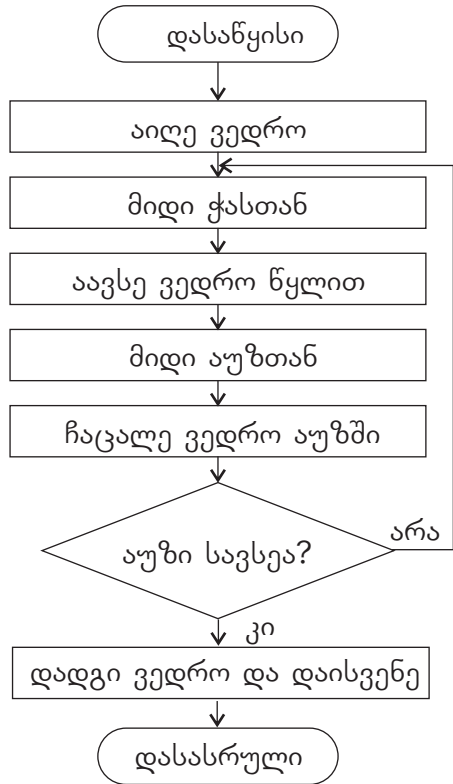 დასაწყისი
აიღე ვედრო
მიდი ჭასთან
აავსე ვედრო წყლით
მიდი აუზთან
ჩაცალე ვედრო აუზში
აუზი სავსეა?
არა
კი
დადგი ვედრო და დაისვენე
დასასრული